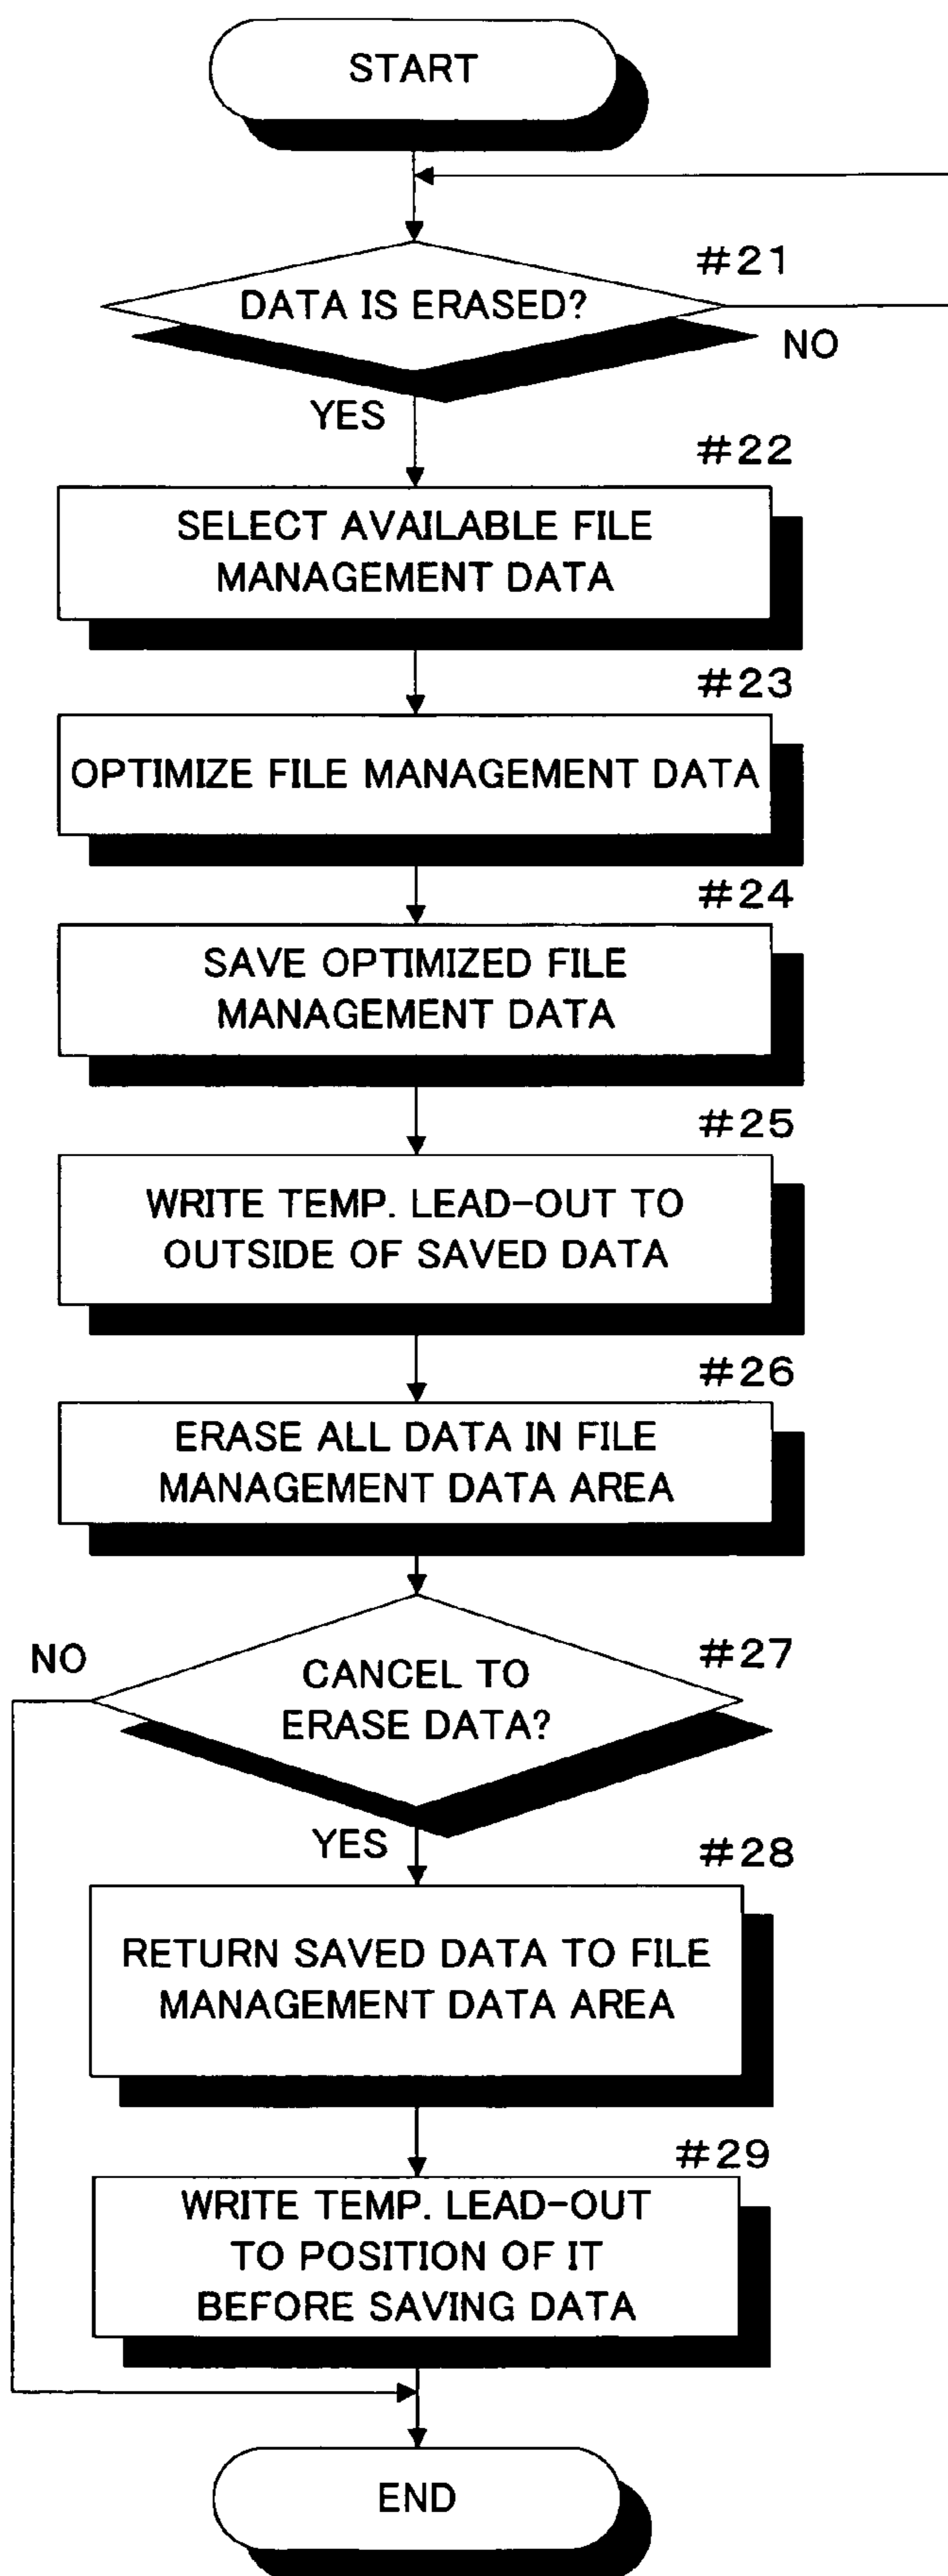 START
#21
DATA IS ERASED?
NO
YES
#22
SELECT AVAILABLE FILE
MANAGEMENT DATA
#23
OPTIMIZE FILE MANAGEMENT DATA
#24
SAVE OPTIMIZED FILE
MANAGEMENT DATA
#25
WRITE TEMP. LEAD-OUT TO
OUTSIDE OF SAVED DATA
#26
ERASE ALL DATA IN FILE
MANAGEMENT DATA AREA
NO
#27
CANCEL TO
ERASE DATA?
YES
#28
RETURN SAVED DATA TO FILE
MANAGEMENT DATA AREA
#29
WRITE TEMP. LEAD-OUT
TO POSITION OF IT
BEFORE SAVING DATA
END